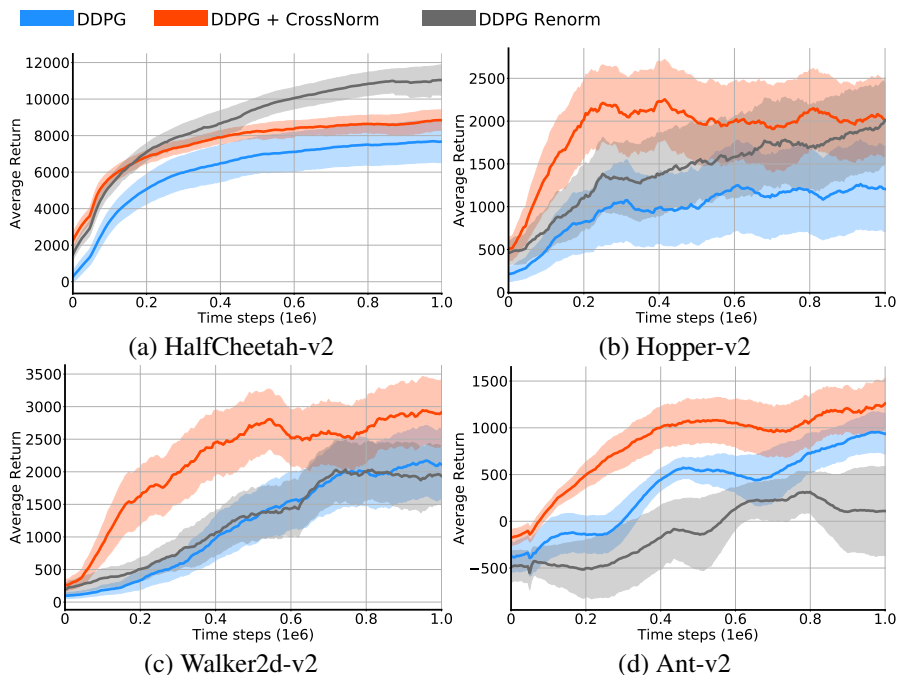 DDPG DDPG + CrossNorm DDPG Renorm
Average Return
12000
10000
8000
6000
4000
2000
0
0 0.2 0.4 0.6 0.8 1.0
Time steps (1e6)
(a) HalfCheetah-v2
Average Return
2500
2000
1500
1000
500
0
0 0.2 0.4 0.6 0.8 1.0
Time steps (1e6)
(b) Hopper-v2
Average Return
3500
3000
2500
2000
1500
1000
500
0
0 0.2 0.4 0.6 0.8 1.0
Time steps (1e6)
(c) Walker2d-v2
Average Return
1500
1000
500
0
−500
0 0.2 0.4 0.6 0.8 1.0
Time steps (1e6)
(d) Ant-v2